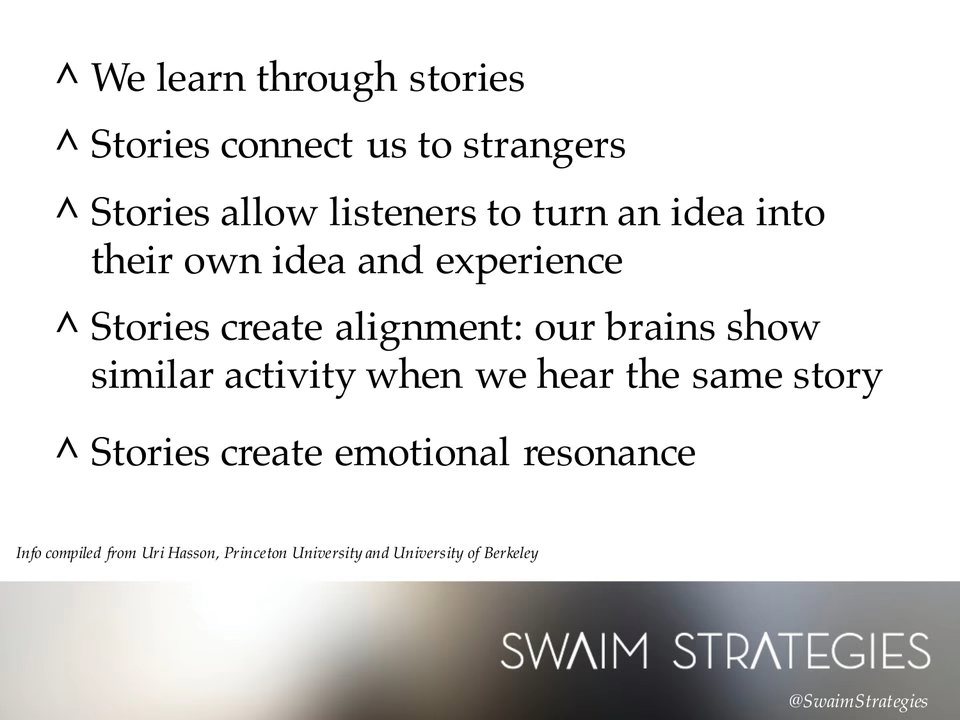 ^ We learn through stories
^ Stories connect us to strangers
^ Stories allow listeners to turn an idea into
their own idea and experience
^ Stories create alignment: our brains show
similar activity when we hear the same story
^ Stories create emotional resonance
Info compiled from Uri Hasson, Princeton University and University of Berkeley
SWAIM STRATEGIES
@SwaimStrategies